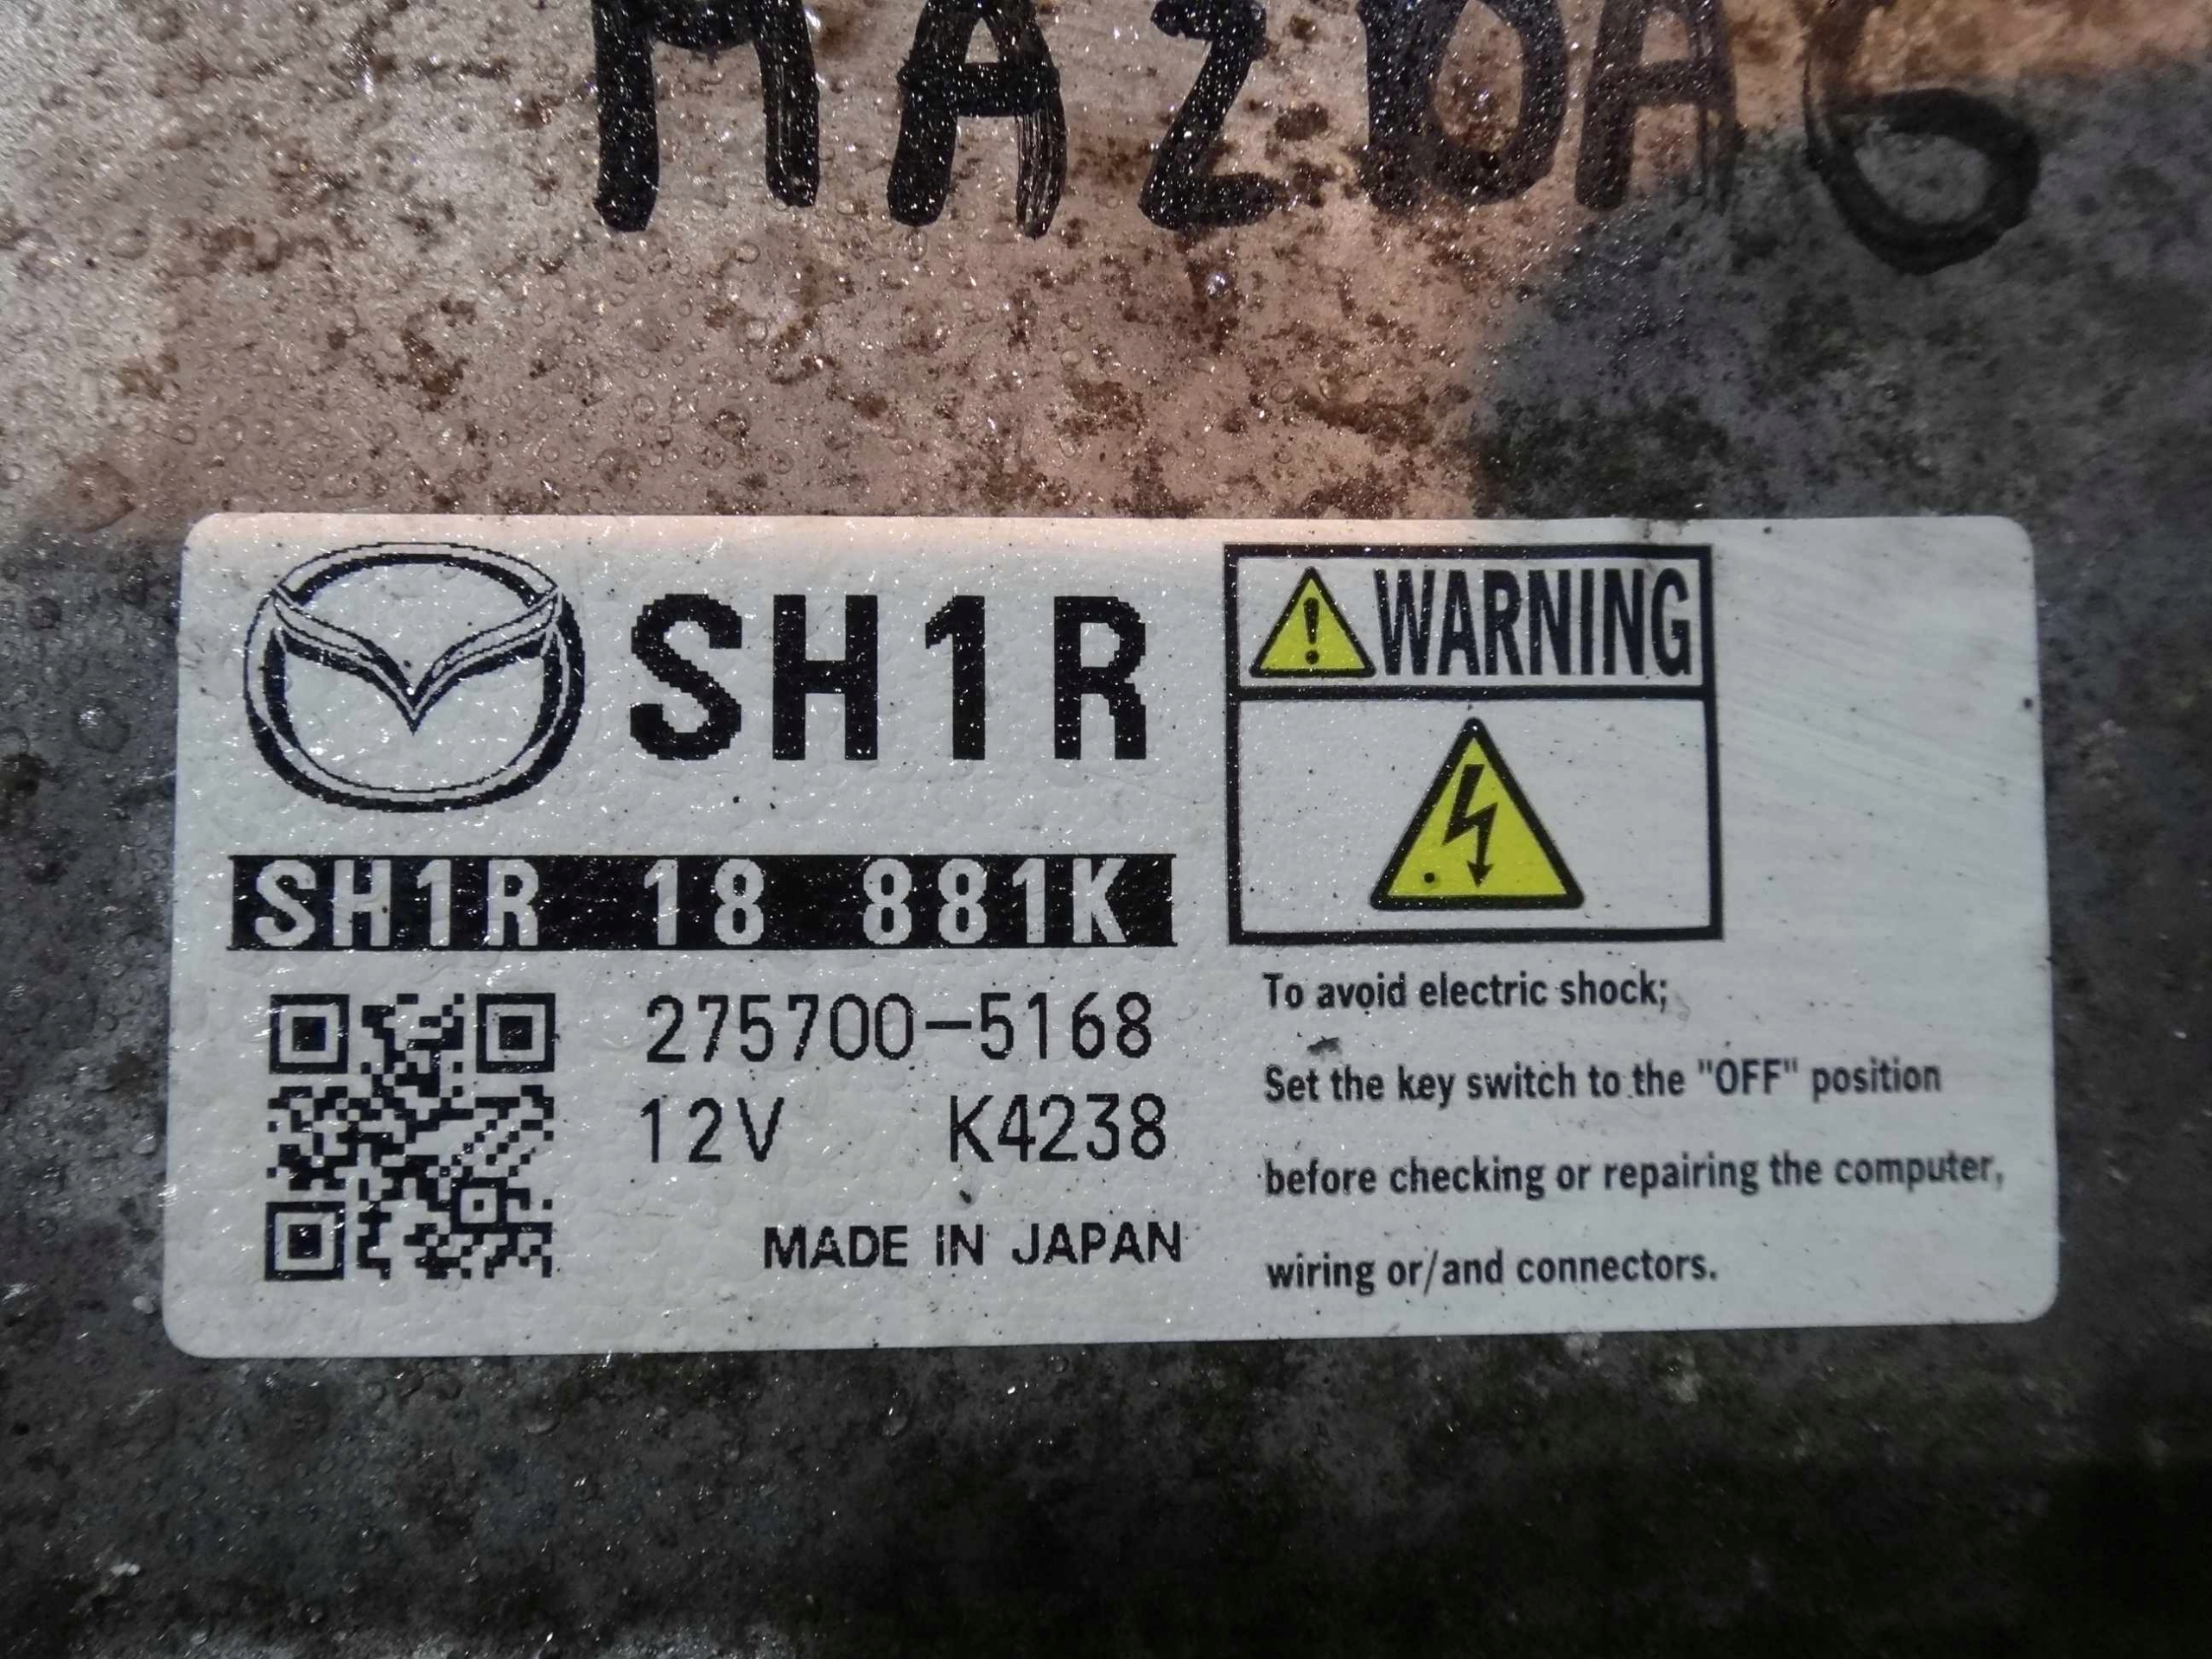 MAZDA 6
SH1R
SH1R 18 881K
275700-5168
12V K4238
MADE IN JAPAN
WARNING
To avoid electric shock;
Set the key switch to the "OFF" position
before checking or repairing the computer,
wiring or/and connectors.